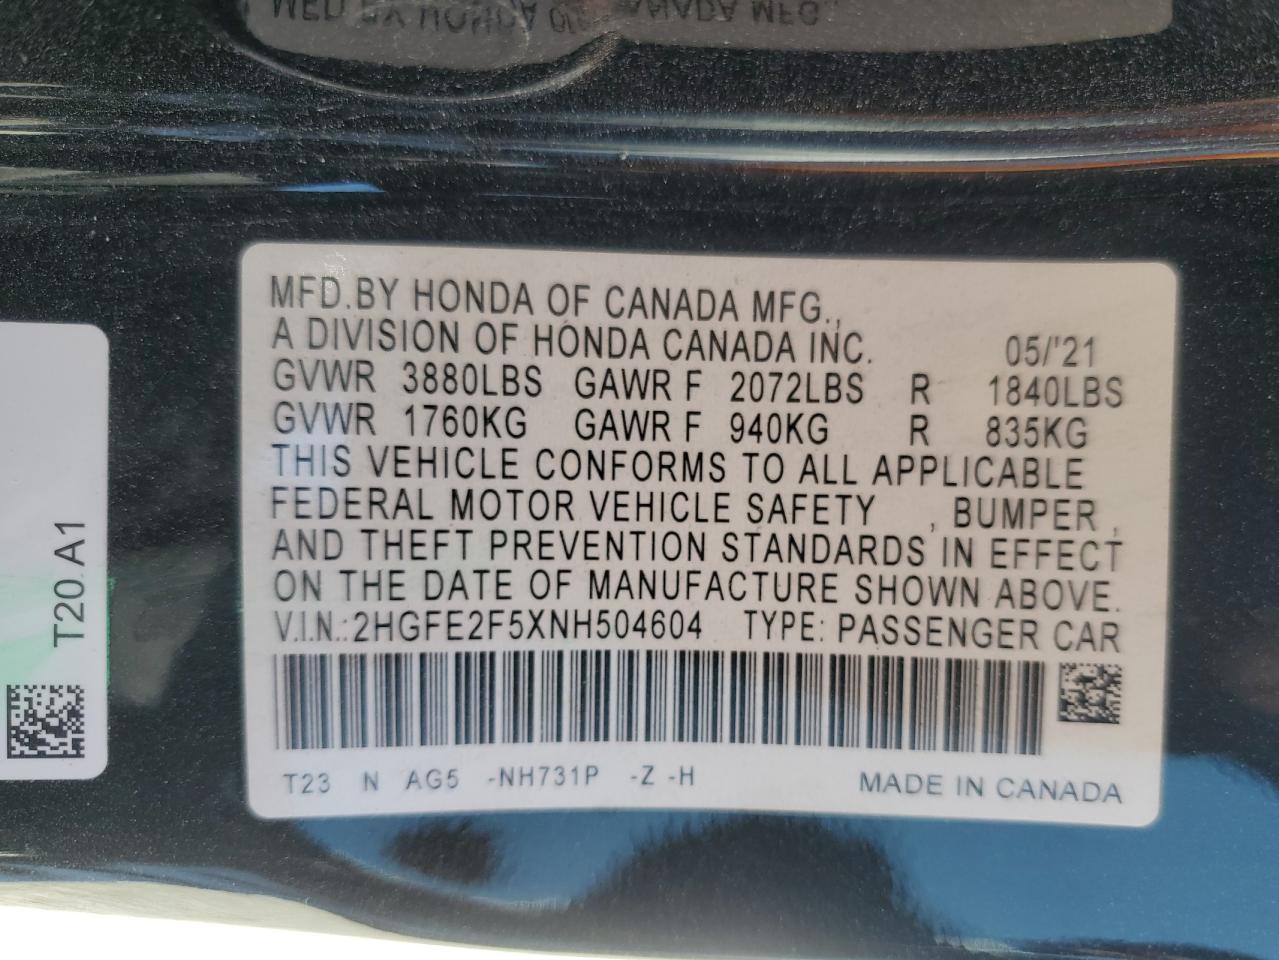 MFD.BY HONDA OF CANADA MFG.,
A DIVISION OF HONDA CANADA INC. 05/'21
GVWR 3880LBS GAWR F 2072LBS R 1840LBS
GVWR 1760KG GAWR F 940KG R 835KG
THIS VEHICLE CONFORMS TO ALL APPLICABLE
FEDERAL MOTOR VEHICLE SAFETY , BUMPER ,
AND THEFT PREVENTION STANDARDS IN EFFECT
ON THE DATE OF MANUFACTURE SHOWN ABOVE.
V.I.N.:2HGFE2F5XNH504604 TYPE: PASSENGER CAR
T23 N AG5 -NH731P -Z -H MADE IN CANADA
T20 A1